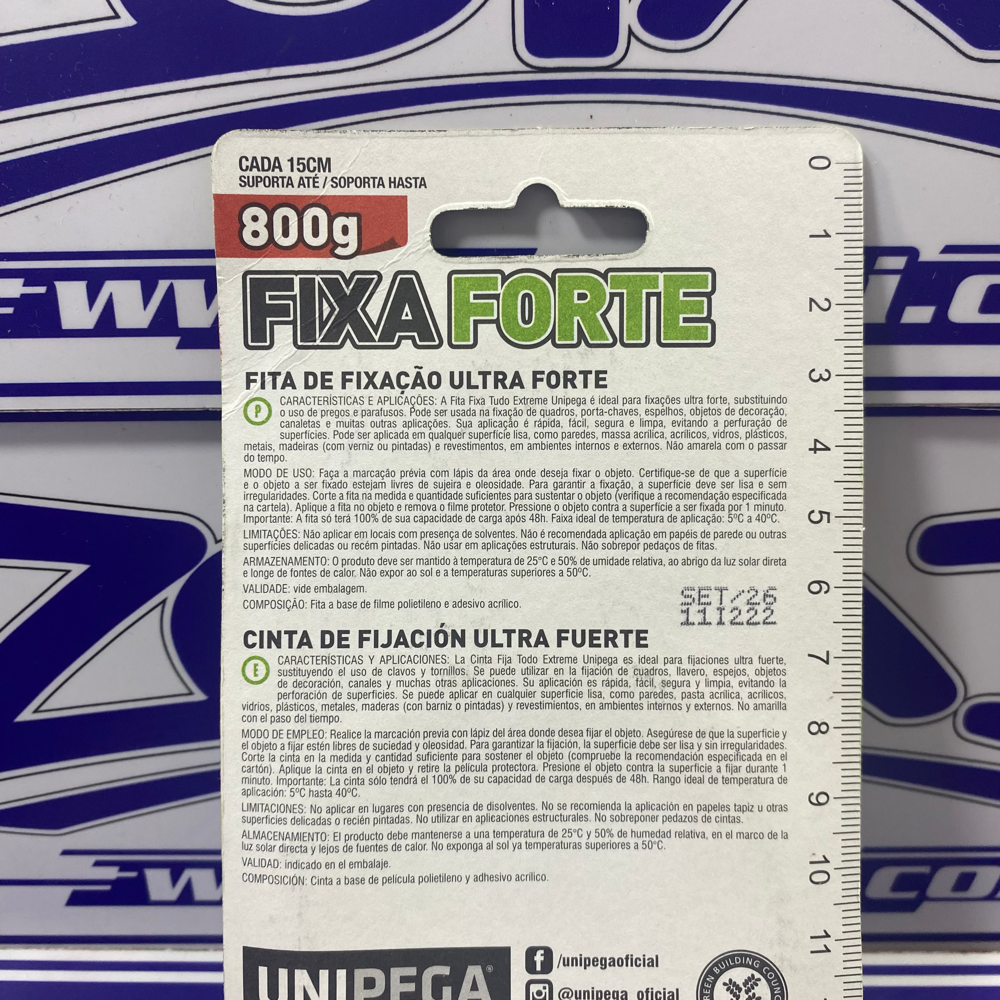 CADA 15CM
SUPORTA ATÉ / SOPORTA HASTA
800g
FIXA FORTE
FITA DE FIXAÇÃO ULTRA FORTE
P
CARACTERÍSTICAS E APLICAÇÕES: A Fita Fixa Tudo Extreme Unipega é ideal para fixações ultra forte, substituindo
o uso de pregos e parafusos. Pode ser usada na fixação de quadros, porta-chaves, espelhos, objetos de decoração,
canaletas e muitas outras aplicações. Sua aplicação é rápida, fácil, segura e limpa, evitando a perfuração de
superfícies. Pode ser aplicada em qualquer superfície lisa, como paredes, massa acrílica, acrílicos, vidros, plásticos,
metais, madeiras (com verniz ou pintadas) e revestimentos, em ambientes internos e externos. Não amarela com o passar
do tempo.
MODO DE USO: Faça a marcação prévia com lápis da área onde deseja fixar o objeto. Certifique-se de que a superfície
e o objeto a ser fixado estejam livres de sujeira e oleosidade. Para garantir a fixação, a superfície deve ser lisa e sem
irregularidades. Corte a fita na medida e quantidade suficientes para sustentar o objeto (verifique a recomendação especificada
na cartela). Aplique a fita no objeto e remova o filme protetor. Pressione o objeto contra a superfície a ser fixada por 1 minuto.
Importante: A fita só terá 100% de sua capacidade de carga após 48h. Faixa ideal de temperatura de aplicação: 5ºC a 40ºC.
LIMITAÇÕES: Não aplicar em locais com presença de solventes. Não é recomendada aplicação em papéis de parede ou outras
superfícies delicadas ou recém pintadas. Não usar em aplicações estruturais. Não sobrepor pedaços de fitas.
ARMAZENAMENTO: O produto deve ser mantido à temperatura de 25°C e 50% de umidade relativa, ao abrigo da luz solar direta
e longe de fontes de calor. Não expor ao sol e a temperaturas superiores a 50ºC.
VALIDADE: vide embalagem.
COMPOSIÇÃO: Fita a base de filme polietileno e adesivo acrílico.
SET/26
111222
CINTA DE FIJACIÓN ULTRA FUERTE
E
CARACTERÍSTICAS Y APLICACIONES: La Cinta Fija Todo Extreme Unipega es ideal para fijaciones ultra fuerte,
sustituyendo el uso de clavos y tornillos. Se puede utilizar en la fijación de cuadros, llavero, espejos, objetos
de decoración, canales y muchas otras aplicaciones. Su aplicación es rápida, fácil, segura y limpia, evitando la
perforación de superficies. Se puede aplicar en cualquier superficie lisa, como paredes, pasta acrílica, acrílicos,
vidrios, plásticos, metales, maderas (con barniz o pintadas) y revestimientos, en ambientes internos y externos. No amarilla
con el paso del tiempo.
MODO DE EMPLEO: Realice la marcación previa con lápiz del área donde desea fijar el objeto. Asegúrese de que la superficie y
el objeto a fijar estén libres de suciedad y oleosidad. Para garantizar la fijación, la superficie debe ser lisa y sin irregularidades.
Corte la cinta en la medida y cantidad suficiente para sostener el objeto (compruebe la recomendación especificada en el
cartón). Aplique la cinta en el objeto y retire la película protectora. Presione el objeto contra la superficie a fijar durante 1
minuto. Importante: La cinta sólo tendrá el 100% de su capacidad de carga después de 48h. Rango ideal de temperatura de
aplicación: 5ºC hasta 40ºC.
LIMITACIONES: No aplicar en lugares con presencia de disolventes. No se recomienda la aplicación en papeles tapiz u otras
superficies delicadas o recién pintadas. No utilizar en aplicaciones estructurales. No sobreponer pedazos de cintas.
ALMACENAMIENTO: El producto debe mantenerse a una temperatura de 25°C y 50% de humedad relativa, en el marco de la
luz solar directa y lejos de fuentes de calor. No exponga al sol ya temperaturas superiores a 50°C.
VALIDAD: indicado en el embalaje.
COMPOSICIÓN: Cinta a base de película polietileno y adhesivo acrílico.
UNIPEGA®
/unipegaoficial
@unipega_oficial
GREEN BUILDING COUNC
0
1
2
3
4
5
6
7
8
9
10
11